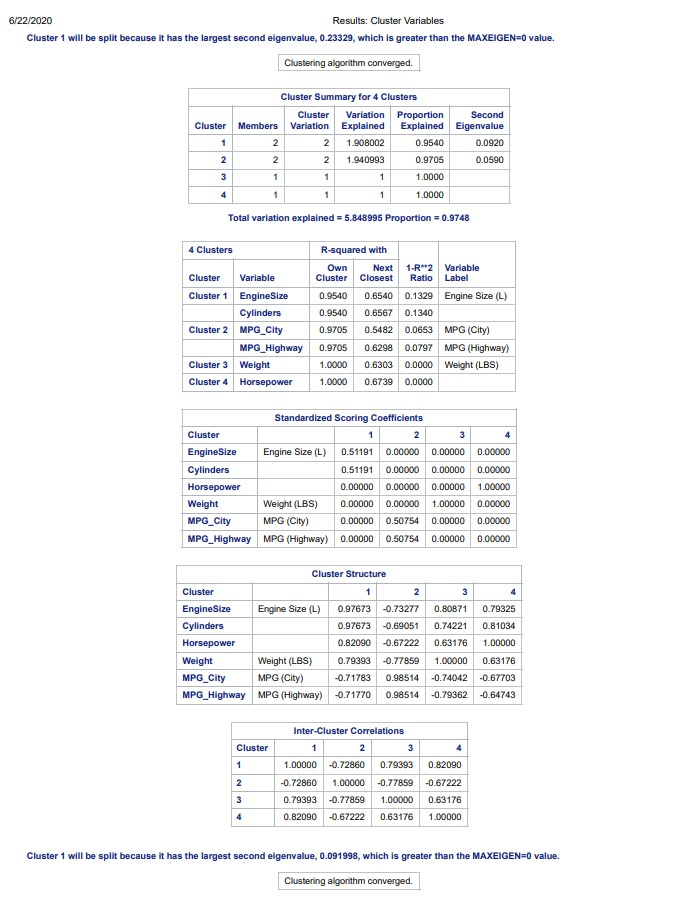 6/22/2020 Results: Cluster Variables
Cluster 1 will be split because it has the largest second eigenvalue, 0.23329, which is greater than the MAXEIGEN=0 value.
Clustering algorithm converged.
Cluster Summary for 4 Clusters
Cluster Members Cluster Variation Variation Explained Proportion Explained Second Eigenvalue
1 2 2 1.908002 0.9540 0.0920
2 2 2 1.940993 0.9705 0.0590
3 1 1 1 1.0000
4 1 1 1 1.0000
Total variation explained = 5.848995 Proportion = 0.9748
4 Clusters R-squared with
Cluster Variable Own Cluster Next Closest 1-R**2 Ratio Variable Label
Cluster 1 EngineSize 0.9540 0.6540 0.1329 Engine Size (L)
Cylinders 0.9540 0.6567 0.1340
Cluster 2 MPG_City 0.9705 0.5482 0.0653 MPG (City)
MPG_Highway 0.9705 0.6298 0.0797 MPG (Highway)
Cluster 3 Weight 1.0000 0.6303 0.0000 Weight (LBS)
Cluster 4 Horsepower 1.0000 0.6739 0.0000
Standardized Scoring Coefficients
Cluster 1 2 3 4
EngineSize Engine Size (L) 0.51191 0.00000 0.00000 0.00000
Cylinders 0.51191 0.00000 0.00000 0.00000
Horsepower 0.00000 0.00000 0.00000 1.00000
Weight Weight (LBS) 0.00000 0.00000 1.00000 0.00000
MPG_City MPG (City) 0.00000 0.50754 0.00000 0.00000
MPG_Highway MPG (Highway) 0.00000 0.50754 0.00000 0.00000
Cluster Structure
Cluster 1 2 3 4
EngineSize Engine Size (L) 0.97673 -0.73277 0.80871 0.79325
Cylinders 0.97673 -0.69051 0.74221 0.81034
Horsepower 0.82090 -0.67222 0.63176 1.00000
Weight Weight (LBS) 0.79393 -0.77859 1.00000 0.63176
MPG_City MPG (City) -0.71783 0.98514 -0.74042 -0.67703
MPG_Highway MPG (Highway) -0.71770 0.98514 -0.79362 -0.64743
Inter-Cluster Correlations
Cluster 1 2 3 4
1 1.00000 -0.72860 0.79393 0.82090
2 -0.72860 1.00000 -0.77859 -0.67222
3 0.79393 -0.77859 1.00000 0.63176
4 0.82090 -0.67222 0.63176 1.00000
Cluster 1 will be split because it has the largest second eigenvalue, 0.091998, which is greater than the MAXEIGEN=0 value.
Clustering algorithm converged.